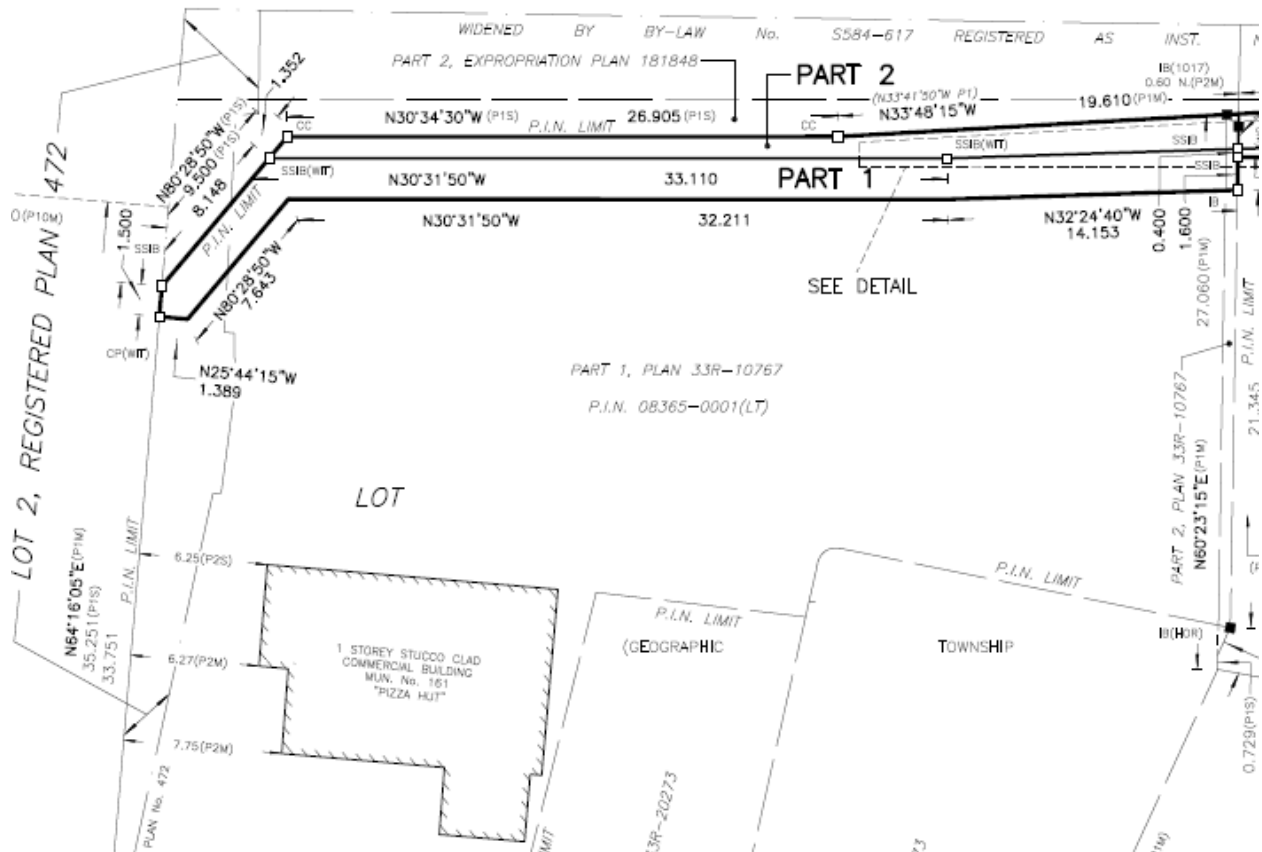 WIDENED BY BY-LAW No. S584-617 REGISTERED AS INST.
PART 2, EXPROPRIATION PLAN 181848
PART 2
IB(1017)
0.60 N.(P2M)
1.352
(N33°41'50"W P1)
19.610(P1M)
N30°34'30"W (P1S)
26.905(P1S)
N33°48'15"W
CC
P.I.N. LIMIT
CC
N80°28'50"W(P1S)
9.500(P1S)
8.148
P.I.N. LIMIT
SSIB(WIT)
SSIB(WIT)
SSIB
SSIB
N30°31'50"W
33.110
PART 1
0.400
1.600
IB
O(P10M)
1.500
SSIB
N30°31'50"W
32.211
N32°24'40"W
14.153
N80°28'50"W
7.643
SEE DETAIL
27.060(P1M)
P.I.N. LIMIT
CP(WIT)
N25°44'15"W
1.389
PART 1, PLAN 33R-10767
P.I.N. 08365-0001(LT)
21.345
LOT 2, REGISTERED PLAN 472
PART 2, PLAN 33R-10767
N60°23'15"E(P1M)
LOT
N64°16'05"E(P1M)
35.251(P1S)
33.751
P.I.N. LIMIT
6.25(P2S)
P.I.N. LIMIT
P.I.N. LIMIT
IB(HOR)
(GEOGRAPHIC
TOWNSHIP
1 STOREY STUCCO CLAD
COMMERCIAL BUILDING
MUN. No. 161
"PIZZA HUT"
6.27(P2M)
7.75(P2M)
0.729(P1S)
PLAN No. 472
IMIT
3R-20273
73
1M)